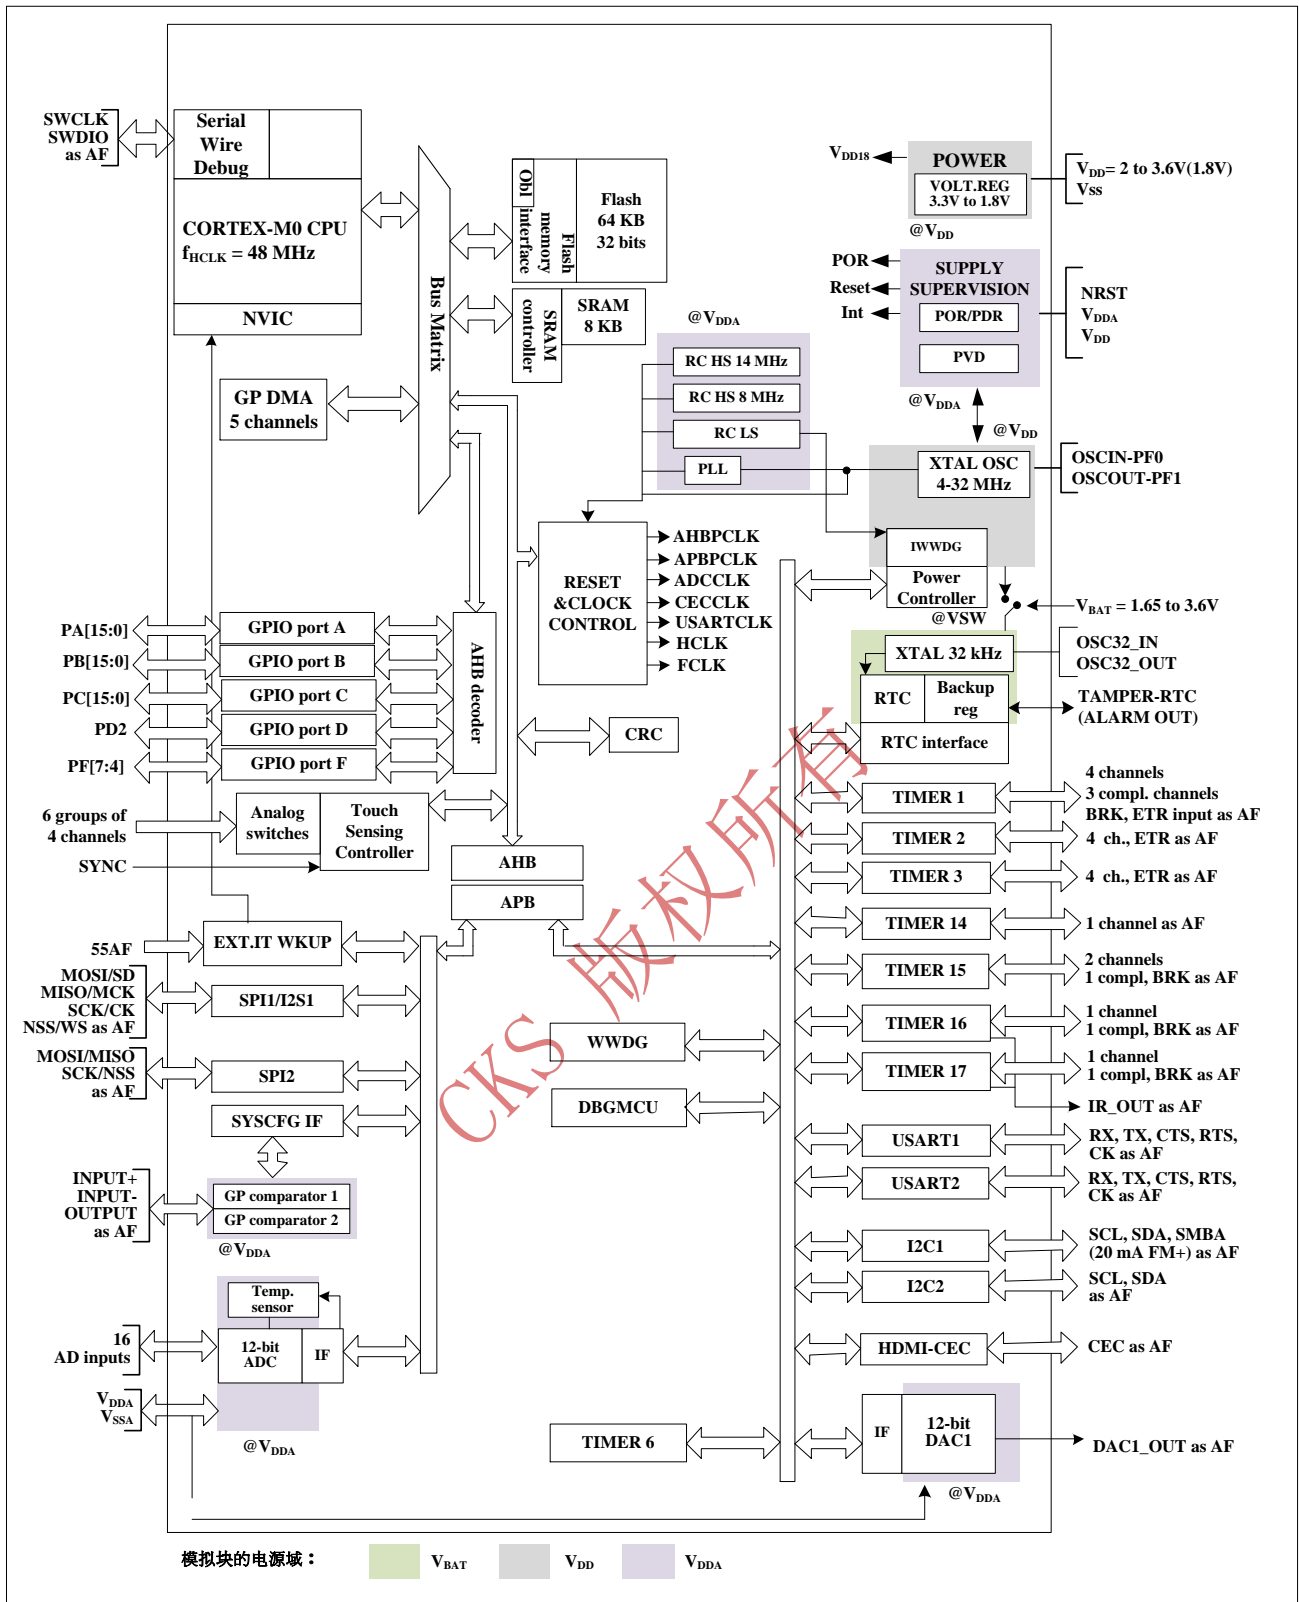 SWCLK
SWDIO
as AF
Serial
Wire
Debug
CORTEX-M0 CPU
fHCLK = 48 MHz
NVIC
GP DMA
5 channels
Bus Matrix
Obl
Flash
memory
interface
Flash
64 KB
32 bits
SRAM
controller
SRAM
8 KB
VDD18
POWER
VOLT.REG
3.3V to 1.8V
@VDD
VDD= 2 to 3.6V(1.8V)
Vss
POR
Reset
Int
SUPPLY
SUPERVISION
POR/PDR
PVD
NRST
VDDA
VDD
@VDDA
@VDDA
@VDD
RC HS 14 MHz
RC HS 8 MHz
RC LS
PLL
XTAL OSC
4-32 MHz
OSCIN-PF0
OSCOUT-PF1
RESET
&CLOCK
CONTROL
AHBPCLK
APBPCLK
ADCCLK
CECCLK
USARTCLK
HCLK
FCLK
IWWDG
Power
Controller
@VSW
VBAT = 1.65 to 3.6V
XTAL 32 kHz
OSC32_IN
OSC32_OUT
RTC
Backup
reg
RTC interface
TAMPER-RTC
(ALARM OUT)
PA[15:0]
GPIO port A
PB[15:0]
GPIO port B
PC[15:0]
GPIO port C
PD2
GPIO port D
PF[7:4]
GPIO port F
AHB decoder
CRC
6 groups of
4 channels
SYNC
Analog
switches
Touch
Sensing
Controller
AHB
APB
TIMER 1
4 channels
3 compl. channels
BRK, ETR input as AF
TIMER 2
4 ch., ETR as AF
TIMER 3
4 ch., ETR as AF
TIMER 14
1 channel as AF
TIMER 15
2 channels
1 compl, BRK as AF
TIMER 16
1 channel
1 compl, BRK as AF
TIMER 17
1 channel
1 compl, BRK as AF
IR_OUT as AF
55AF
EXT.IT WKUP
MOSI/SD
MISO/MCK
SCK/CK
NSS/WS as AF
SPI1/I2S1
MOSI/MISO
SCK/NSS
as AF
SPI2
SYSCFG IF
WWDG
DBGMCU
INPUT+
INPUT-
OUTPUT
as AF
GP comparator 1
GP comparator 2
@VDDA
USART1
RX, TX, CTS, RTS,
CK as AF
USART2
RX, TX, CTS, RTS,
CK as AF
I2C1
SCL, SDA, SMBA
(20 mA FM+) as AF
I2C2
SCL, SDA
as AF
HDMI-CEC
CEC as AF
Temp.
sensor
16
AD inputs
12-bit
ADC
IF
VDDA
VSSA
@VDDA
TIMER 6
IF
12-bit
DAC1
DAC1_OUT as AF
@VDDA
CKS 版权所有
模拟块的电源域：
VBAT
VDD
VDDA